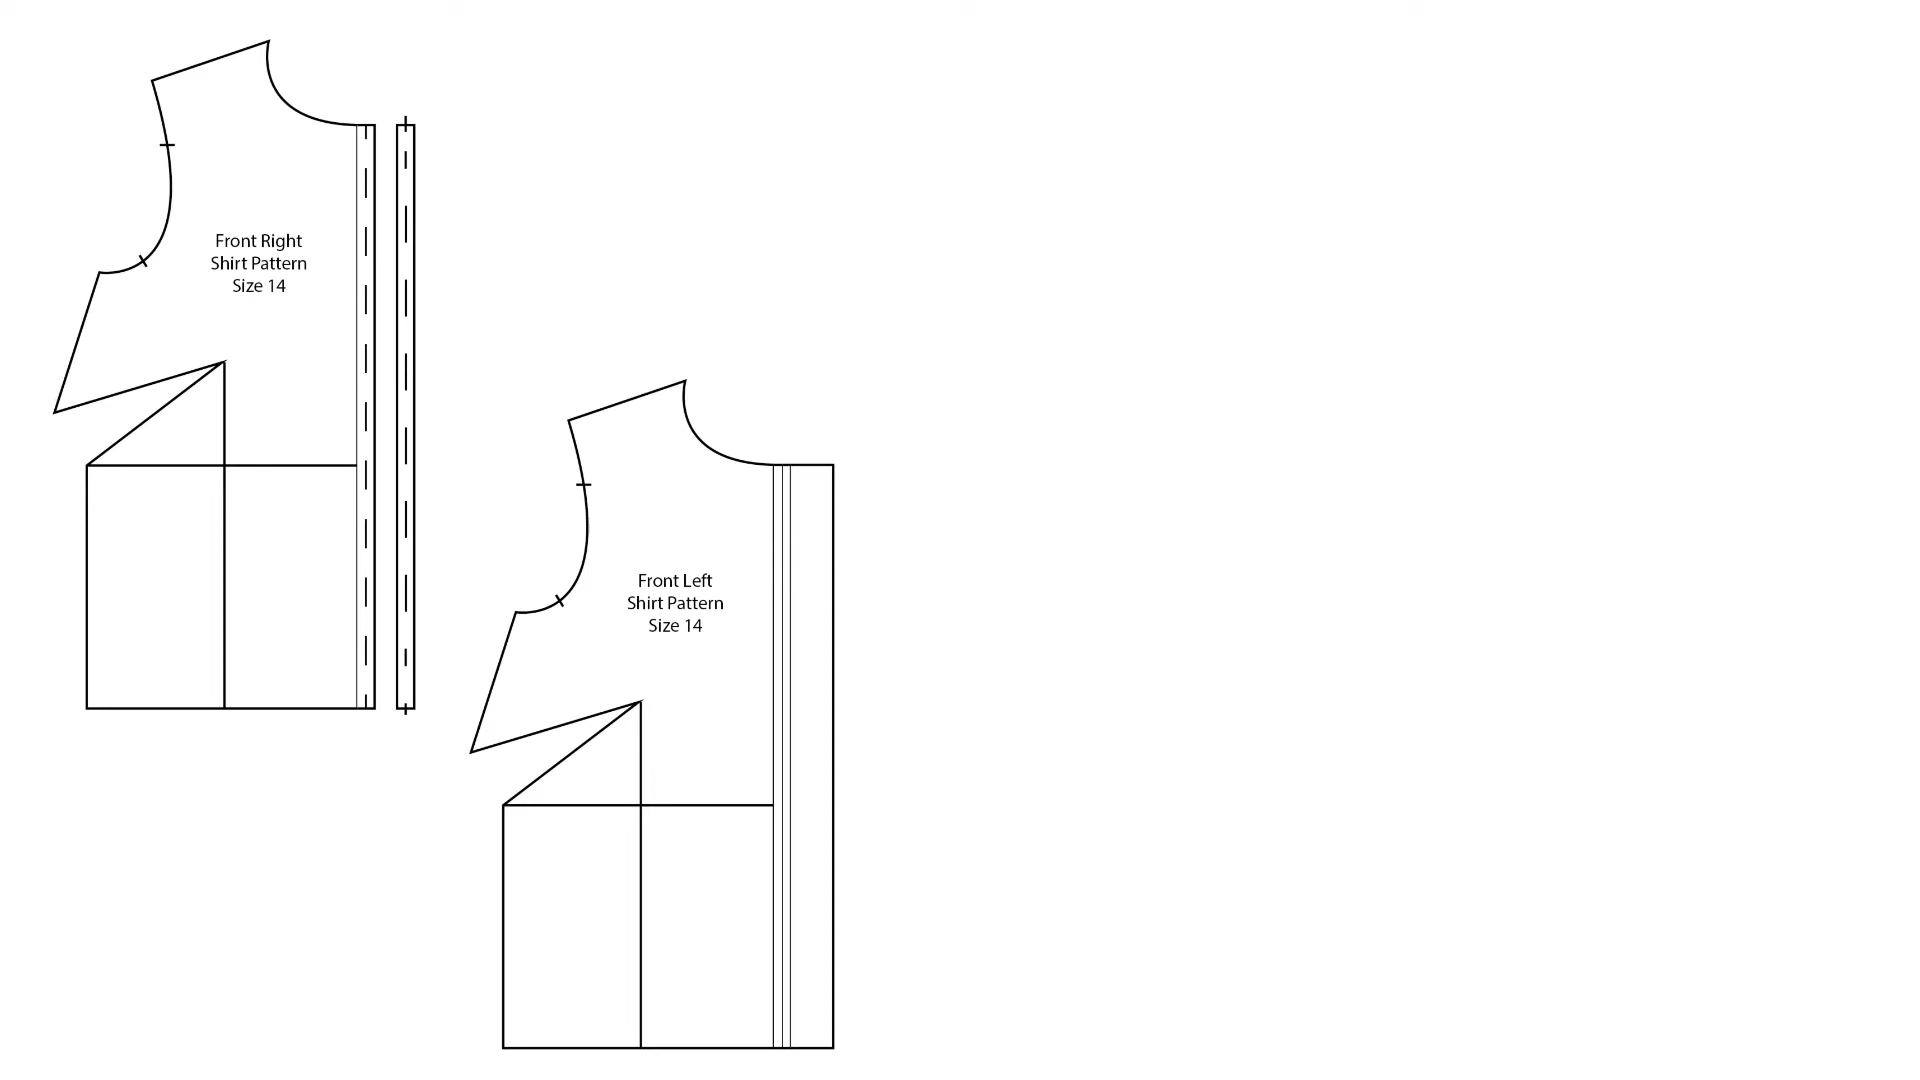 Front Right
Shirt Pattern
Size 14
Front Left
Shirt Pattern
Size 14